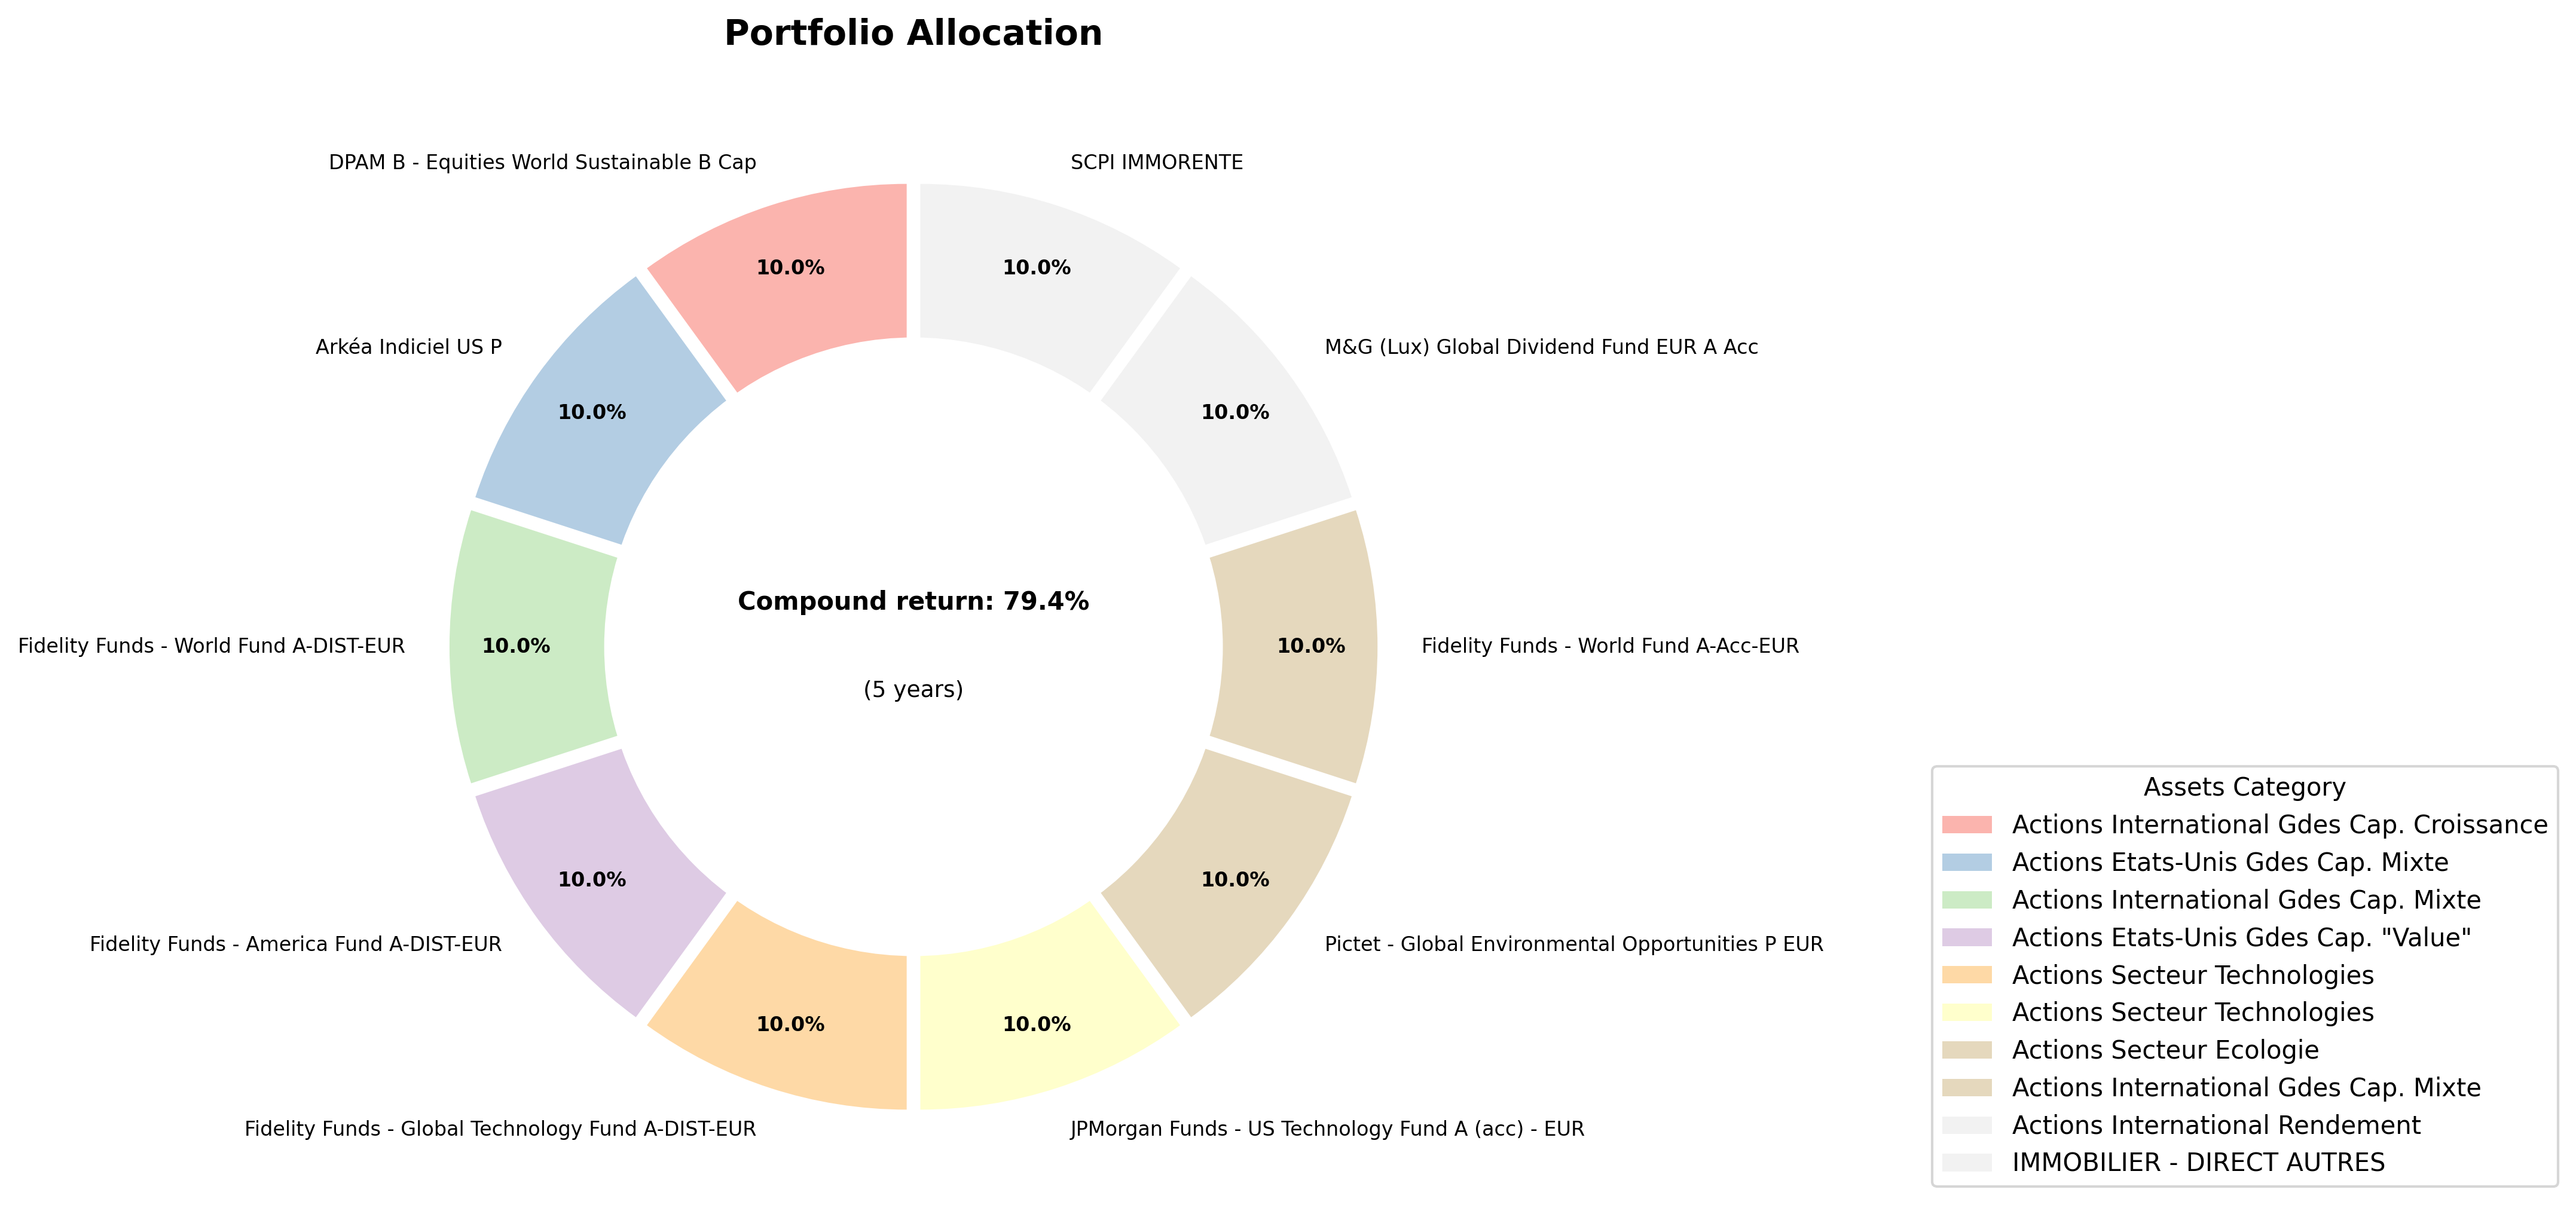 Portfolio Allocation
DPAM B - Equities World Sustainable B Cap
10.0%
Arkéa Indiciel US P
10.0%
Fidelity Funds - World Fund A-DIST-EUR
10.0%
Fidelity Funds - America Fund A-DIST-EUR
10.0%
Fidelity Funds - Global Technology Fund A-DIST-EUR
10.0%
JPMorgan Funds - US Technology Fund A (acc) - EUR
10.0%
Pictet - Global Environmental Opportunities P EUR
10.0%
Fidelity Funds - World Fund A-Acc-EUR
10.0%
M&G (Lux) Global Dividend Fund EUR A Acc
10.0%
SCPI IMMORENTE
10.0%
Compound return: 79.4%
(5 years)
Assets Category
Actions International Gdes Cap. Croissance
Actions Etats-Unis Gdes Cap. Mixte
Actions International Gdes Cap. Mixte
Actions Etats-Unis Gdes Cap. "Value"
Actions Secteur Technologies
Actions Secteur Technologies
Actions Secteur Ecologie
Actions International Gdes Cap. Mixte
Actions International Rendement
IMMOBILIER - DIRECT AUTRES